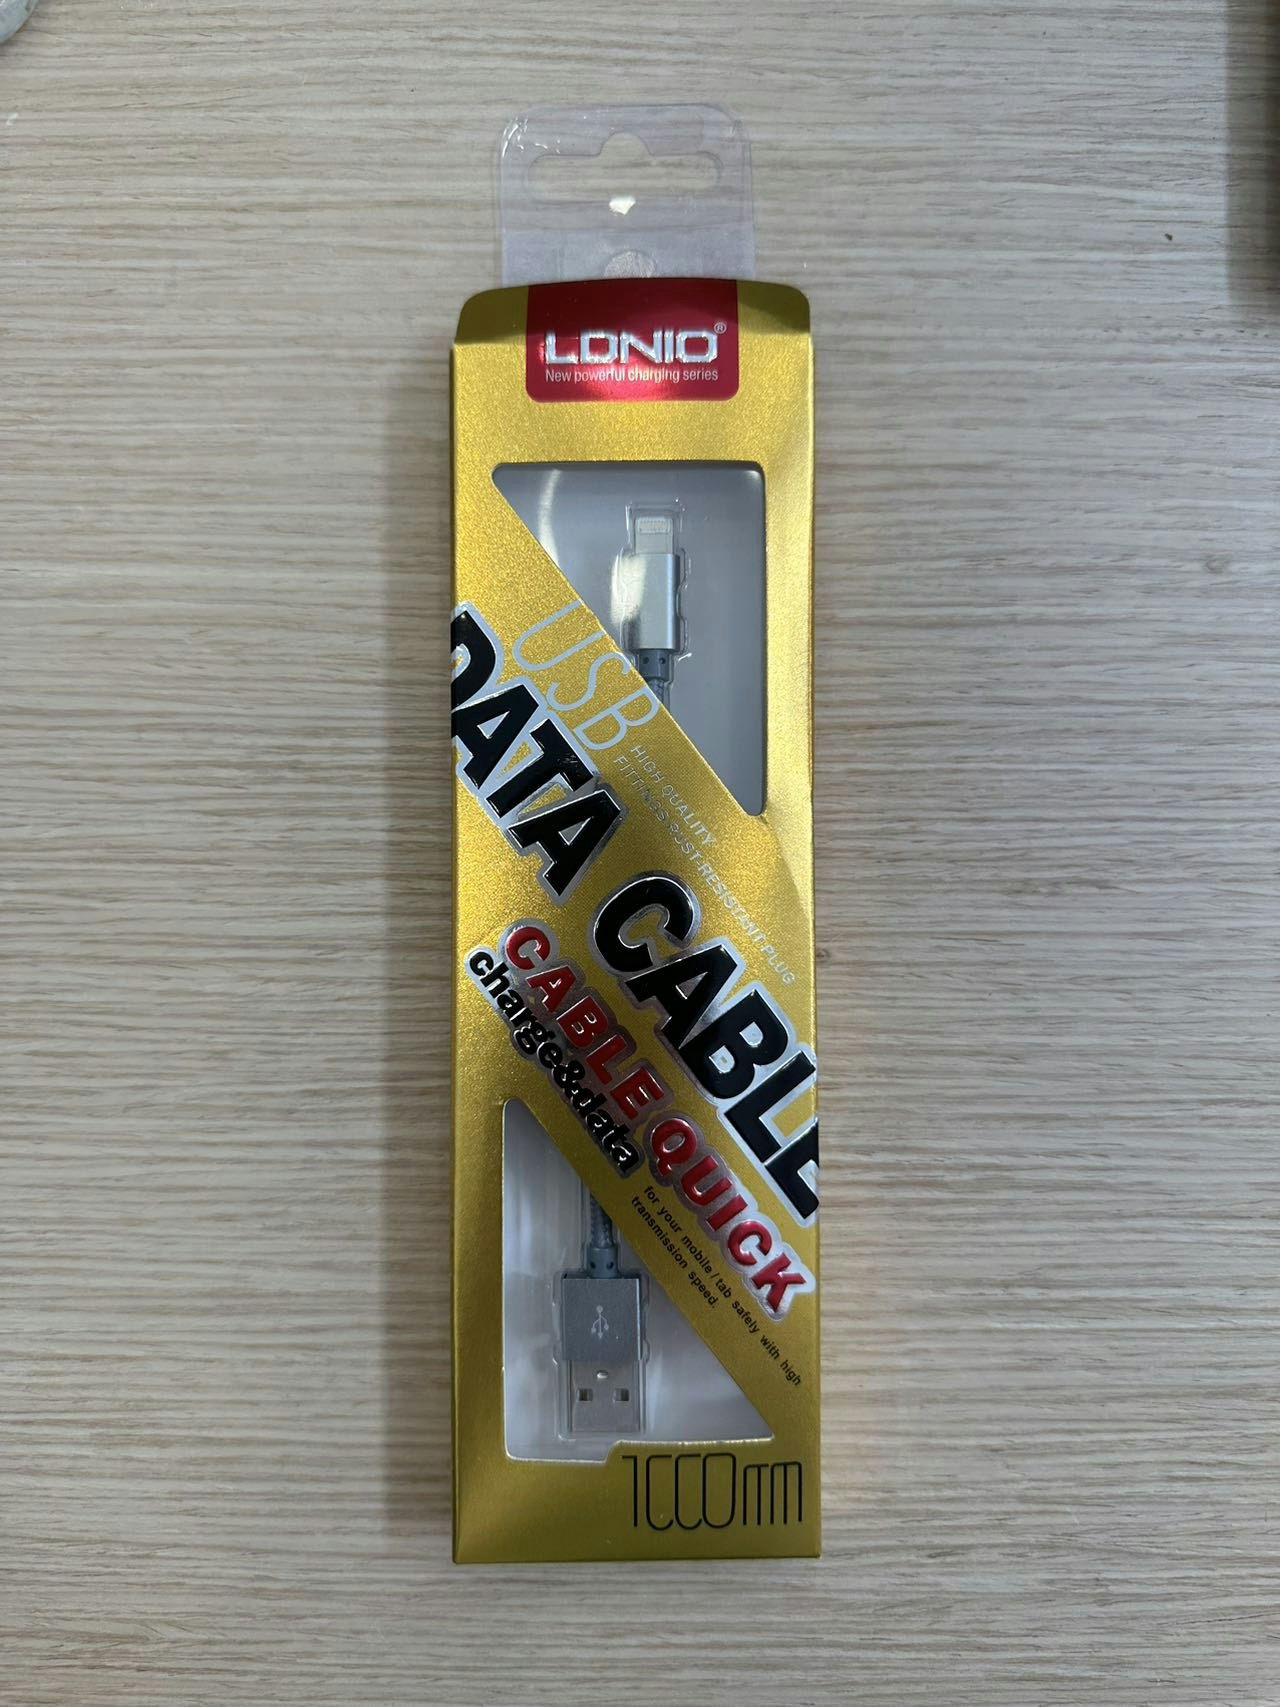 LDNIO®
New powerful charging series
USB
HIGH QUALITY
FITTINGS RUST-RESISTANT PLUG
DATA CABLE
CABLE QUICK
charge&data
for your mobile/tab safely with high
transmission speed.
1000mm